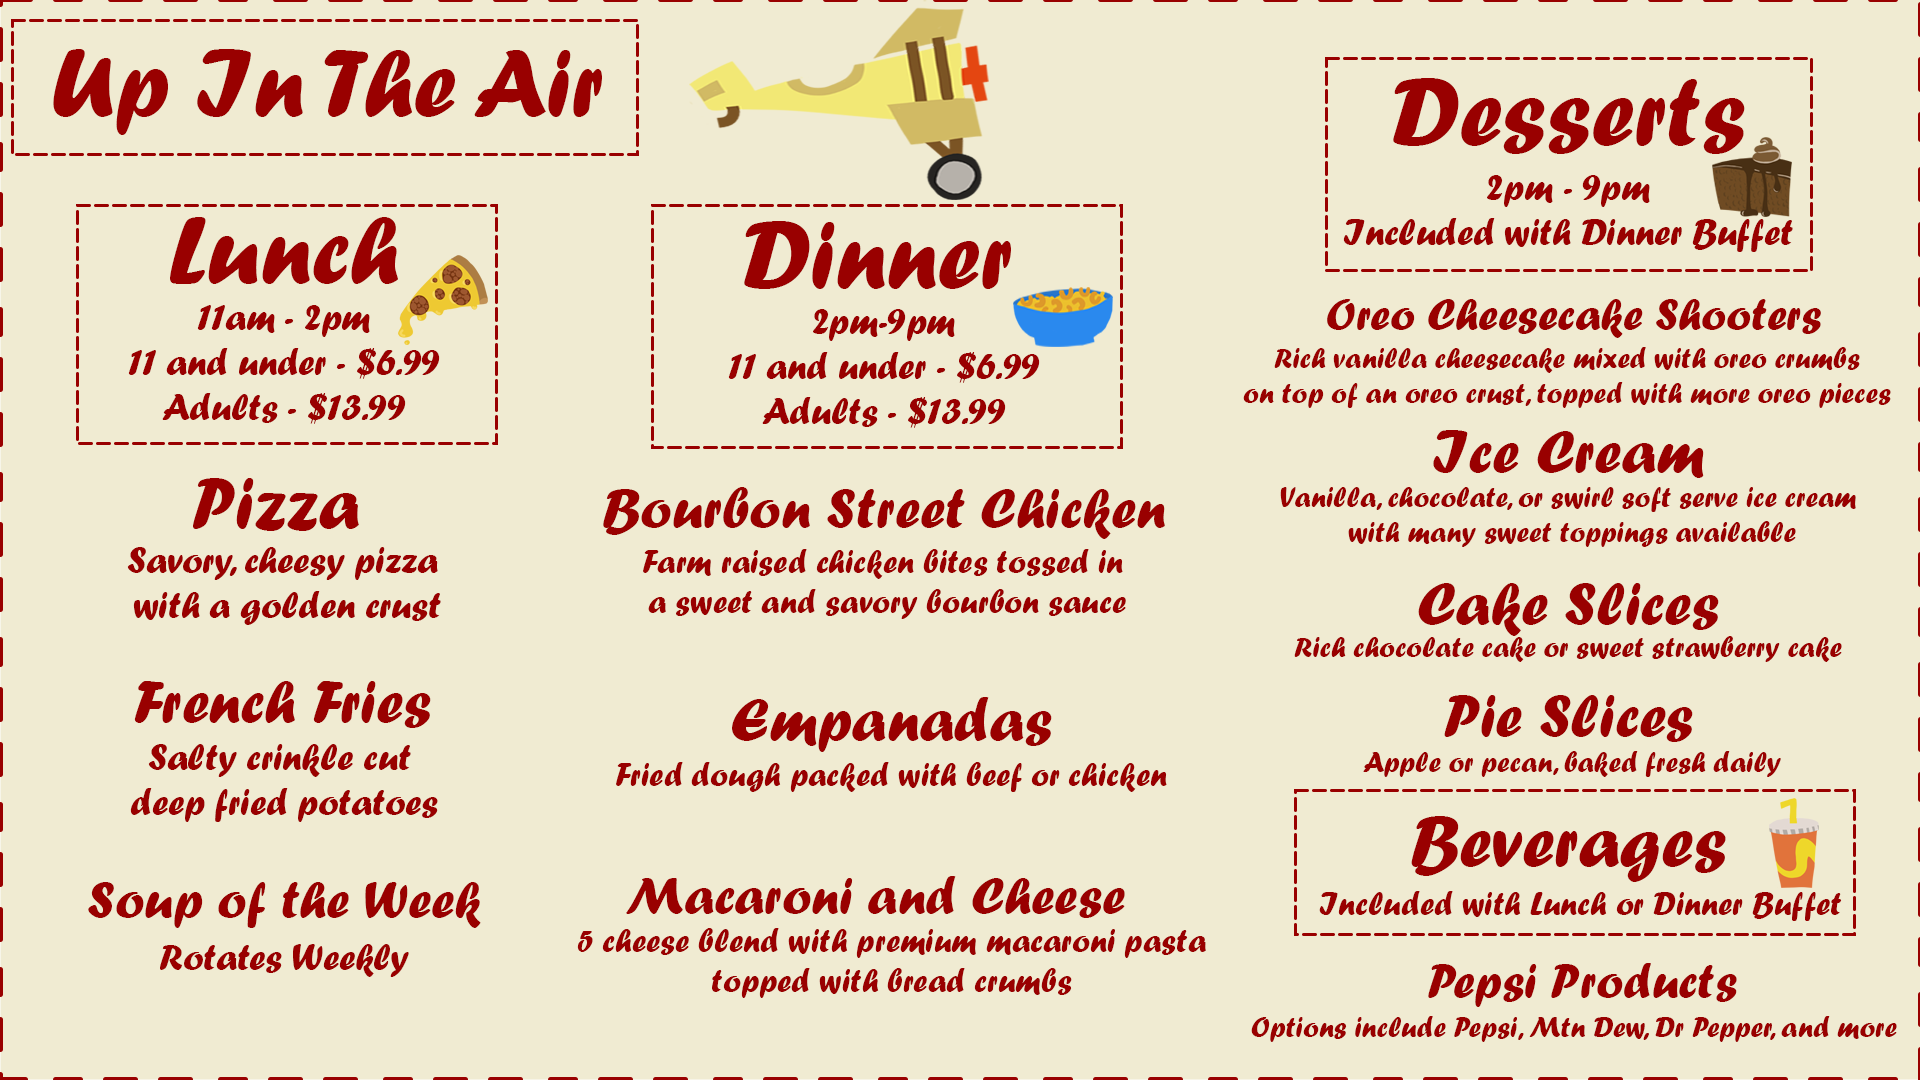 Up In The Air
Lunch
11am - 2pm
11 and under - $6.99
Adults - $13.99
Pizza
Savory, cheesy pizza
with a golden crust
French Fries
Salty crinkle cut
deep fried potatoes
Soup of the Week
Rotates Weekly
Dinner
2pm-9pm
11 and under - $6.99
Adults - $13.99
Bourbon Street Chicken
Farm raised chicken bites tossed in
a sweet and savory bourbon sauce
Empanadas
Fried dough packed with beef or chicken
Macaroni and Cheese
5 cheese blend with premium macaroni pasta
topped with bread crumbs
Desserts
2pm - 9pm
Included with Dinner Buffet
Oreo Cheesecake Shooters
Rich vanilla cheesecake mixed with oreo crumbs
on top of an oreo crust, topped with more oreo pieces
Ice Cream
Vanilla, chocolate, or swirl soft serve ice cream
with many sweet toppings available
Cake Slices
Rich chocolate cake or sweet strawberry cake
Pie Slices
Apple or pecan, baked fresh daily
Beverages
Included with Lunch or Dinner Buffet
Pepsi Products
Options include Pepsi, Mtn Dew, Dr Pepper, and more